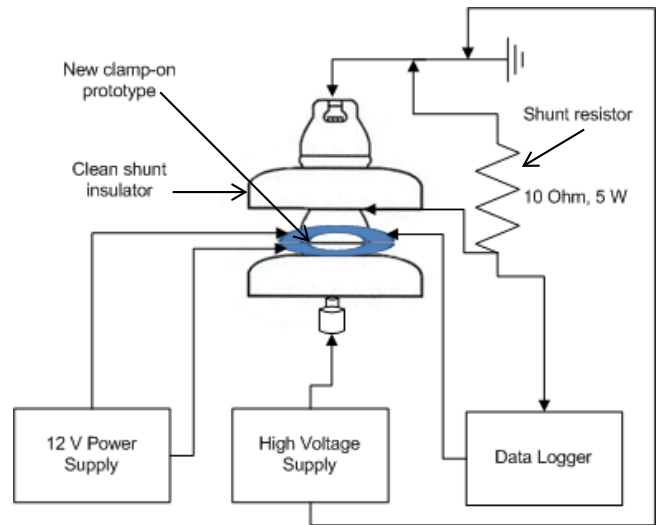 New clamp-on
prototype
Clean shunt
insulator
Shunt resistor
10 Ohm, 5 W
12 V Power
Supply
High Voltage
Supply
Data Logger